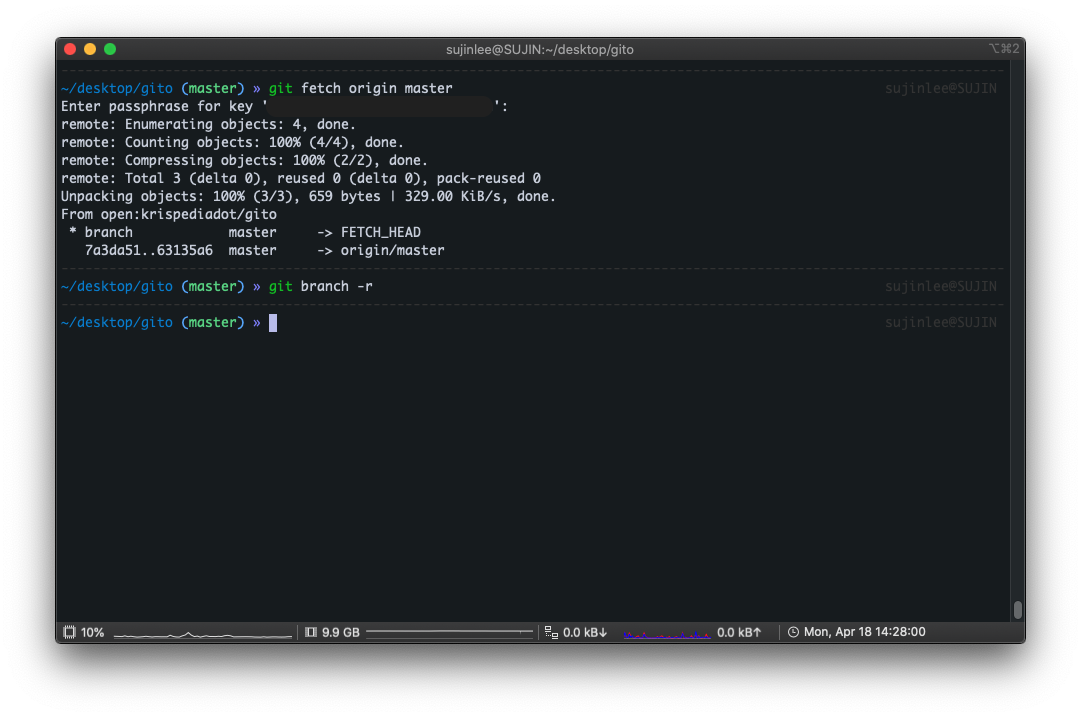 sujinlee@SUJIN:~/desktop/gito ⌥⌘2
~/desktop/gito (master) » git fetch origin master sujinlee@SUJIN
Enter passphrase for key ' ':
remote: Enumerating objects: 4, done.
remote: Counting objects: 100% (4/4), done.
remote: Compressing objects: 100% (2/2), done.
remote: Total 3 (delta 0), reused 0 (delta 0), pack-reused 0
Unpacking objects: 100% (3/3), 659 bytes | 329.00 KiB/s, done.
From open:krispediadot/gito
 * branch            master     -> FETCH_HEAD
   7a3da51..63135a6  master     -> origin/master
~/desktop/gito (master) » git branch -r sujinlee@SUJIN
~/desktop/gito (master) » sujinlee@SUJIN
10% 9.9 GB 0.0 kB↓ 0.0 kB↑ Mon, Apr 18 14:28:00